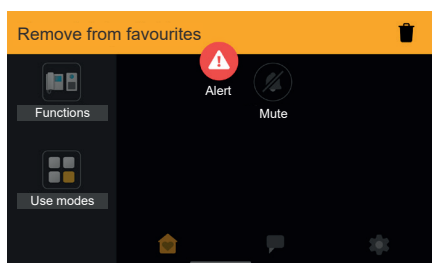 Remove from favourites
Alert
Functions
Mute
Use modes